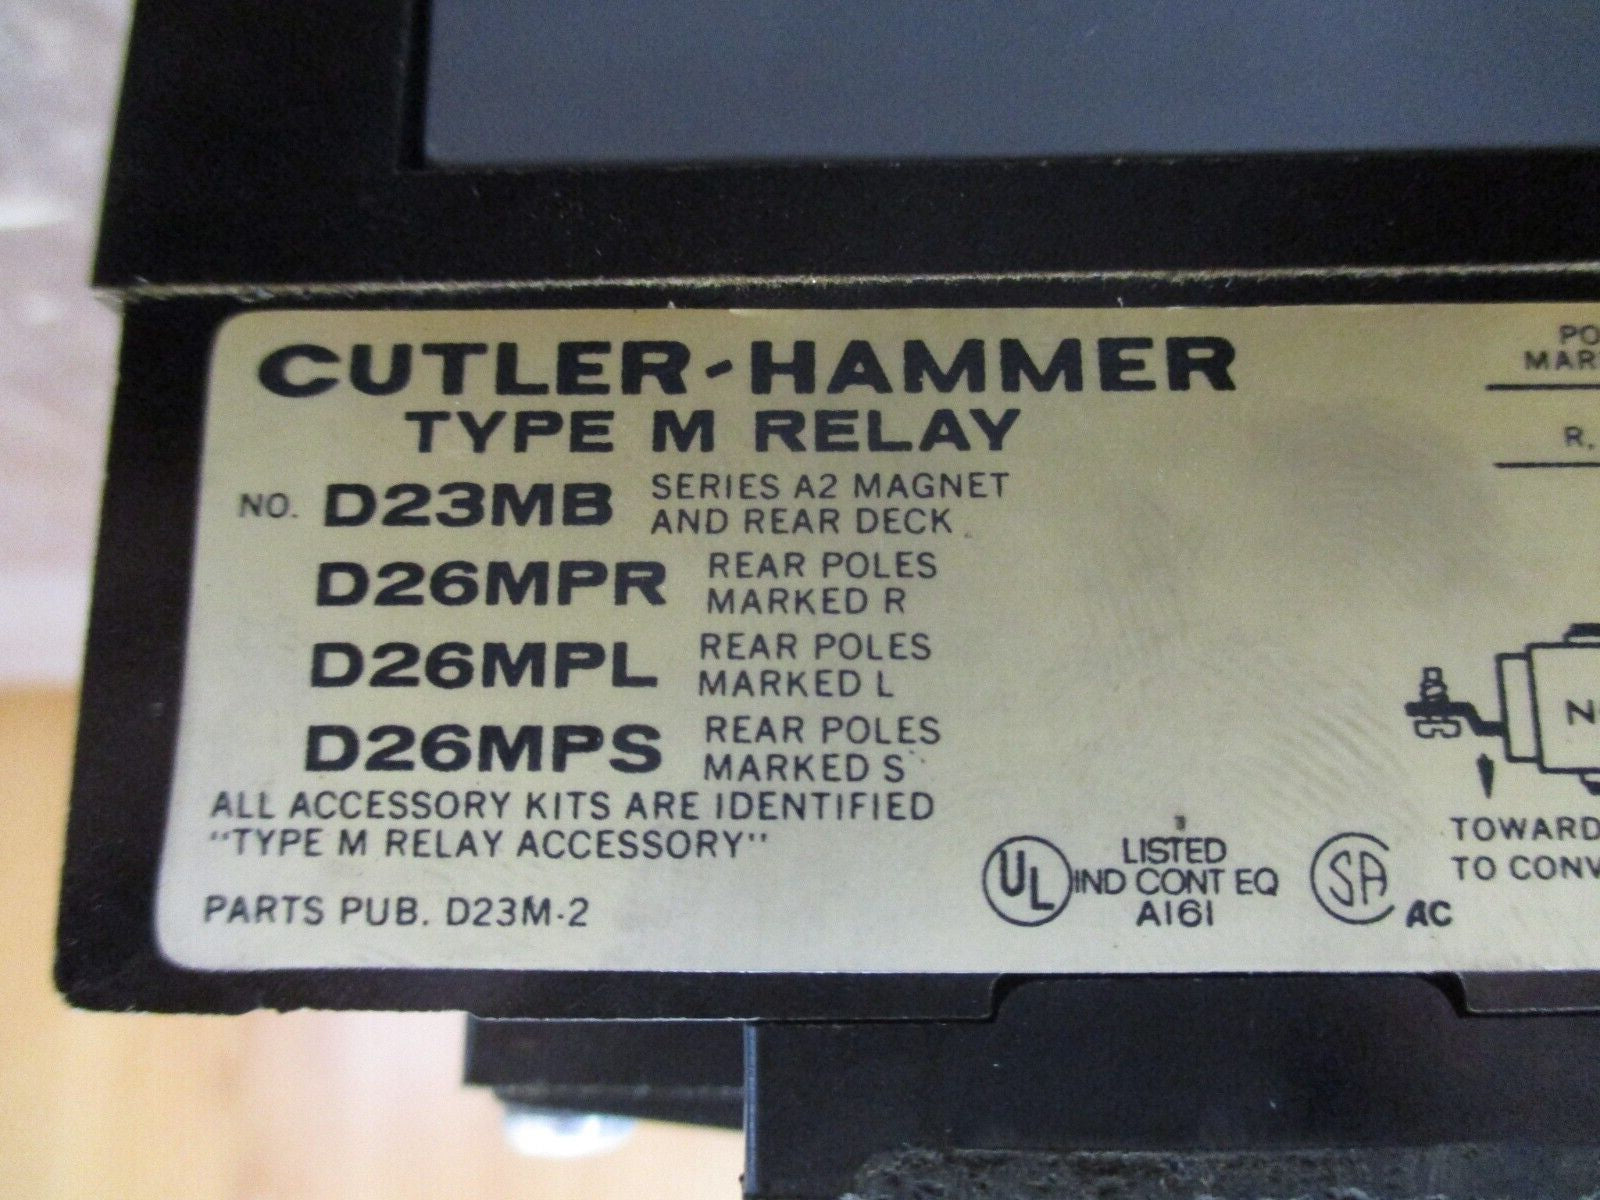 CUTLER-HAMMER
TYPE M RELAY
NO. D23MB SERIES A2 MAGNET
AND REAR DECK
D26MPR REAR POLES
MARKED R
D26MPL REAR POLES
MARKED L
D26MPS REAR POLES
MARKED S
ALL ACCESSORY KITS ARE IDENTIFIED
"TYPE M RELAY ACCESSORY"
PARTS PUB. D23M-2
UL
LISTED
IND CONT EQ
A161
SA
AC
R.
TOWARD
TO